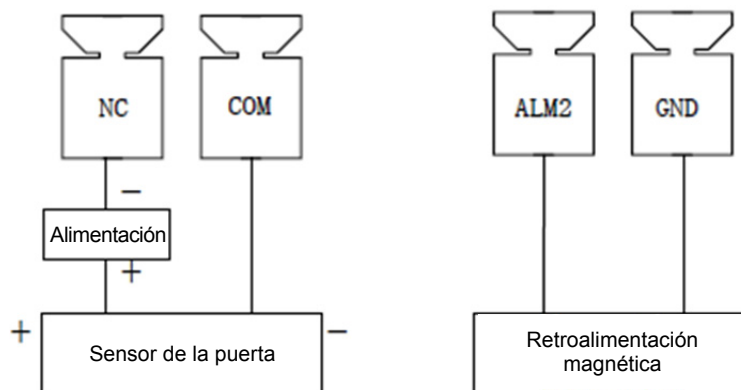 NC
COM
ALM2
GND
−
Alimentación
+
+
−
Sensor de la puerta
Retroalimentación
magnética